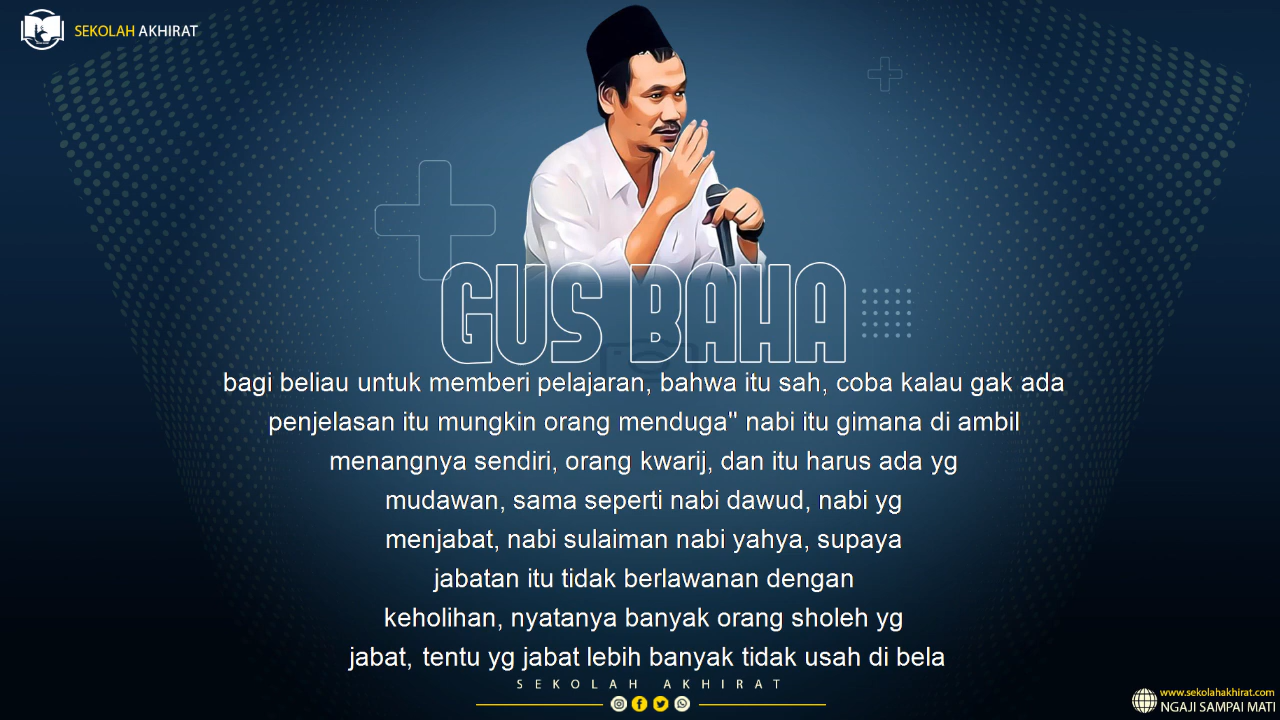 SEKOLAH AKHIRAT
GUS BAHA
bagi beliau untuk memberi pelajaran, bahwa itu sah, coba kalau gak ada
penjelasan itu mungkin orang menduga" nabi itu gimana di ambil
menangnya sendiri, orang kwarij, dan itu harus ada yg
mudawan, sama seperti nabi dawud, nabi yg
menjabat, nabi sulaiman nabi yahya, supaya
jabatan itu tidak berlawanan dengan
keholihan, nyatanya banyak orang sholeh yg
jabat, tentu yg jabat lebih banyak tidak usah di bela
SEKOLAH AKHIRAT
www.sekolahakhirat.com
NGAJI SAMPAI MATI